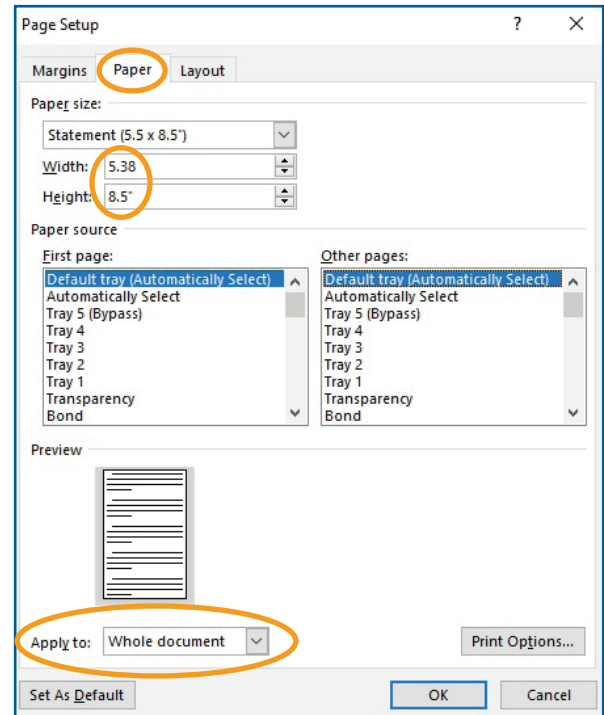 Page Setup ?
Margins Paper Layout
Paper size:
Statement (5.5 x 8.5")
Width: 5.38
Height: 8.5"
Paper source
First page: Other pages:
Default tray (Automatically Select) Default tray (Automatically Select)
Automatically Select Automatically Select
Tray 5 (Bypass) Tray 5 (Bypass)
Tray 4 Tray 4
Tray 3 Tray 3
Tray 2 Tray 2
Tray 1 Tray 1
Transparency Transparency
Bond Bond
Preview
Apply to: Whole document Print Options...
Set As Default OK Cancel